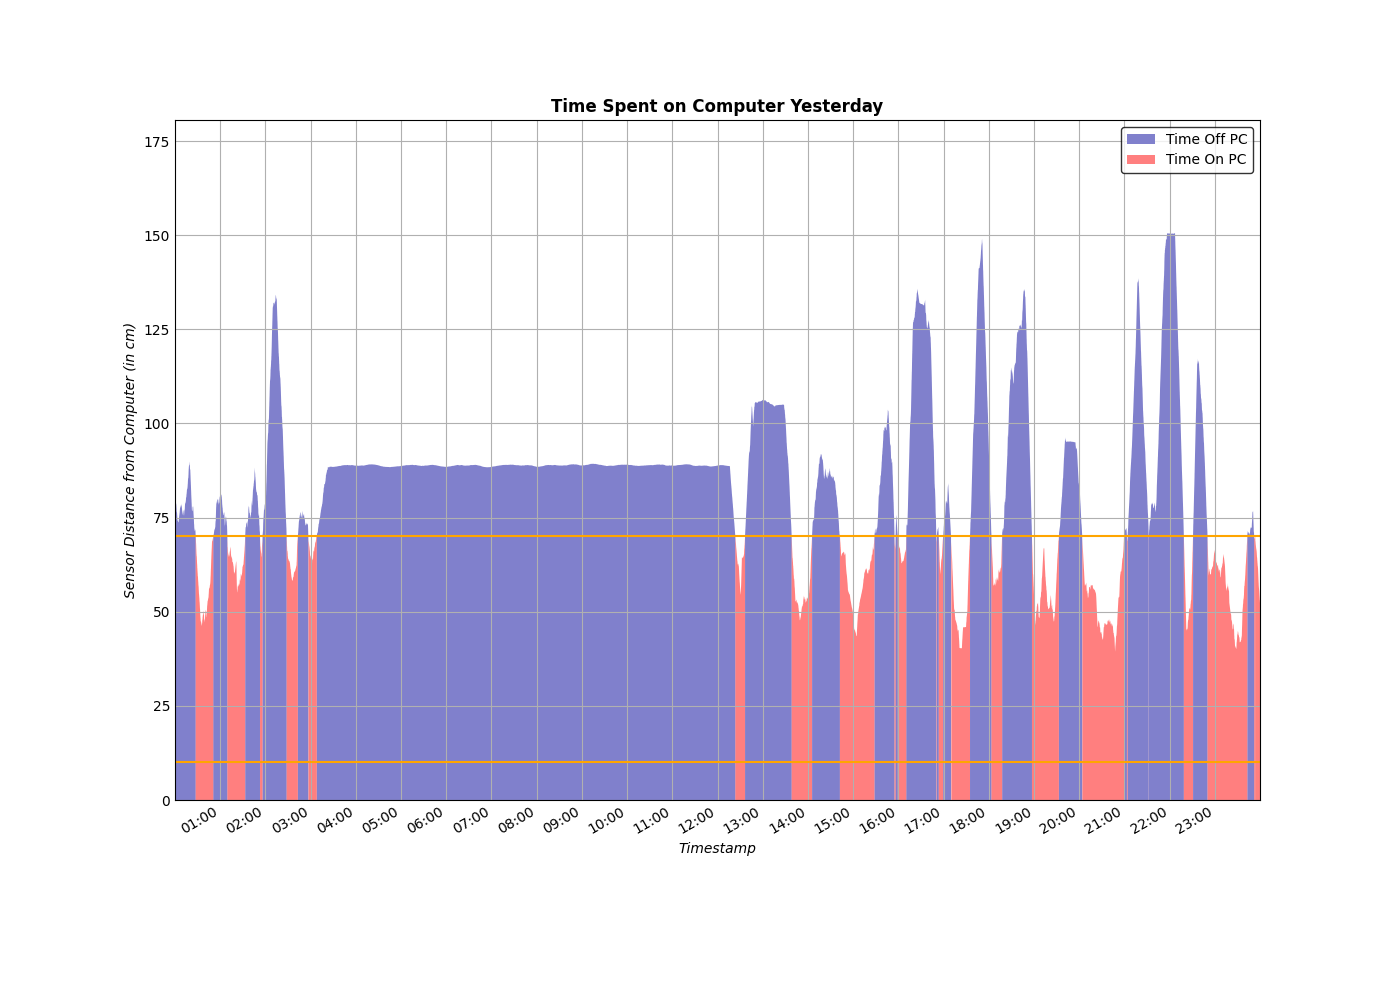 Time Spent on Computer Yesterday
Time Off PC
Time On PC
Sensor Distance from Computer (in cm)
175
150
125
100
75
50
25
0
01:00 02:00 03:00 04:00 05:00 06:00 07:00 08:00 09:00 10:00 11:00 12:00 13:00 14:00 15:00 16:00 17:00 18:00 19:00 20:00 21:00 22:00 23:00
Timestamp